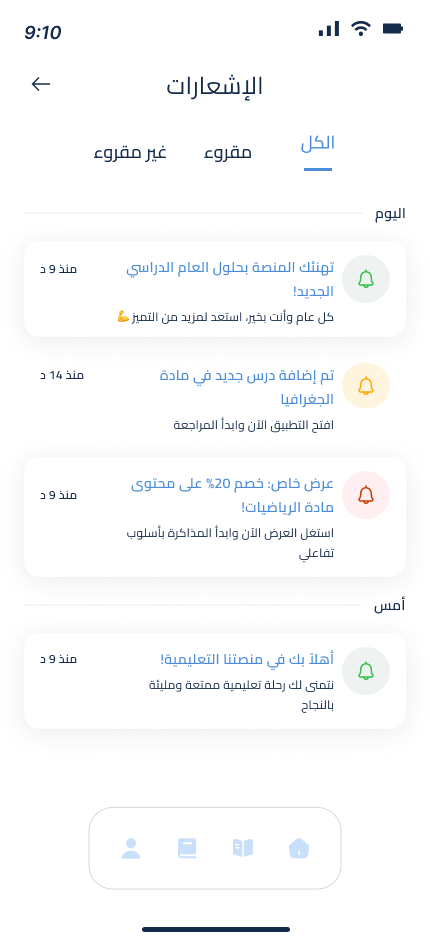 9:10
الإشعارات
الكل
مقروء
غير مقروء
اليوم
تهنئك المنصة بحلول العام الدراسي
الجديد!
منذ 9 د
كل عام وأنت بخير، استعد لمزيد من التميز 💪
تم إضافة درس جديد في مادة
الجغرافيا
منذ 14 د
افتح التطبيق الآن وابدأ المراجعة
عرض خاص: خصم 20% على محتوى
مادة الرياضيات!
منذ 9 د
استغل العرض الآن وابدأ المذاكرة بأسلوب
تفاعلي
أمس
أهلاً بك في منصتنا التعليمية!
منذ 9 د
نتمنى لك رحلة تعليمية ممتعة ومليئة
بالنجاح